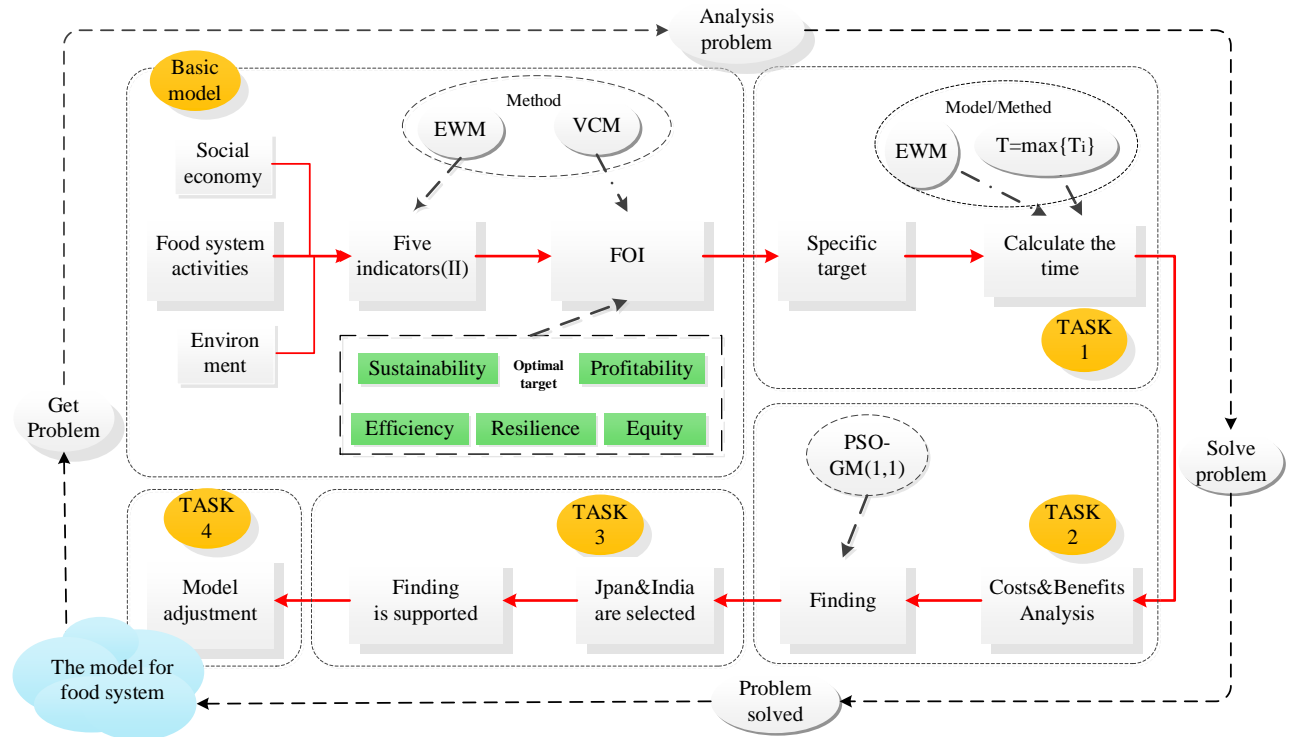 Analysis
problem
Basic
model
Method
EWM
VCM
Social
economy
Food system
activities
Environ
ment
Five
indicators(II)
FOI
Sustainability
Optimal
target
Profitability
Efficiency
Resilience
Equity
Model/Methed
EWM
T=max{Ti}
Specific
target
Calculate the
time
TASK
1
Get
Problem
Solve
problem
PSO-
GM(1,1)
TASK
2
Costs&Benefits
Analysis
Finding
TASK
3
Jpan&India
are selected
Finding
is supported
TASK
4
Model
adjustment
The model for
food system
Problem
solved